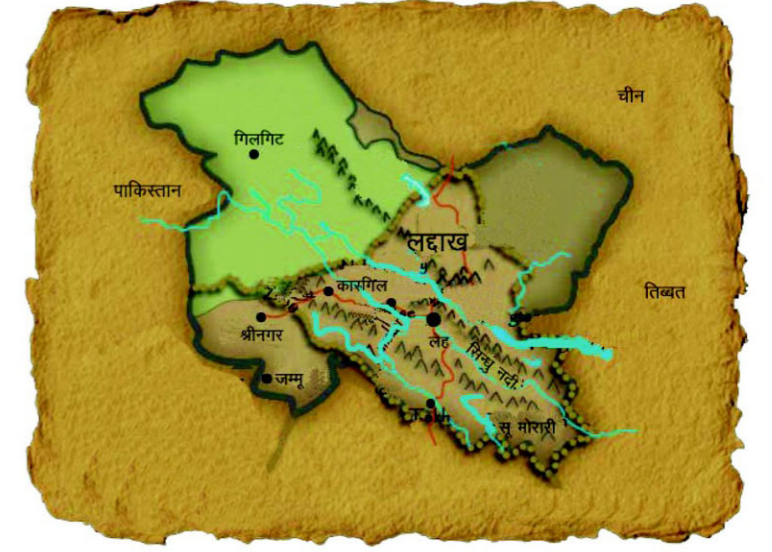 चीन
गिलगिट
पाकिस्तान
लद्दाख
कारगिल
तिब्बत
श्रीनगर
लेह
सिन्धु नदी
जम्मू
मोरारी